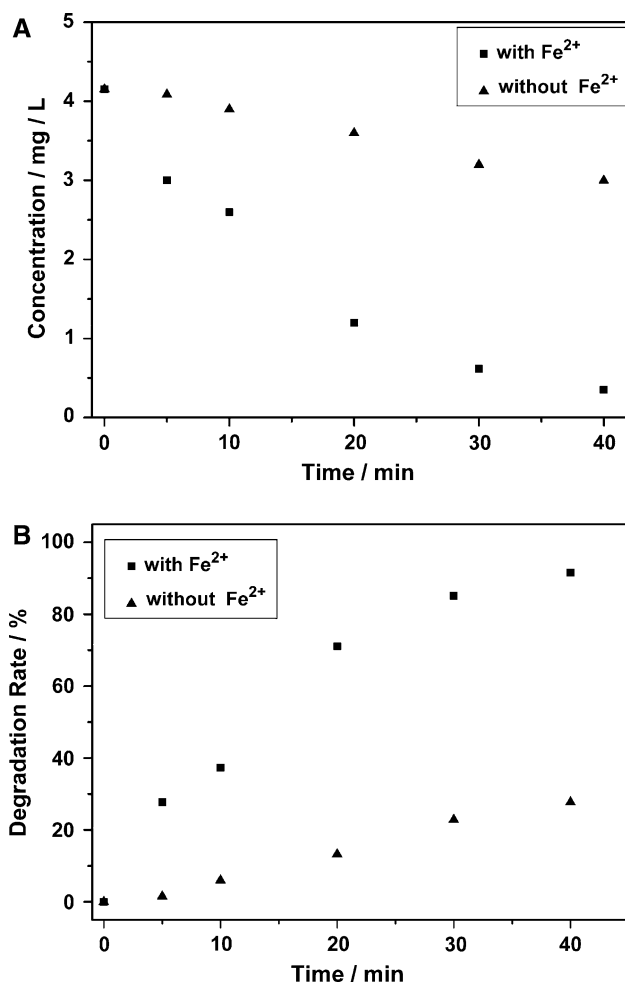 A
5
4
3
2
1
0
Concentration / mg / L
with Fe²⁺
without Fe²⁺
0 10 20 30 40
Time / min
B
100
80
60
40
20
0
Degradation Rate / %
with Fe²⁺
without Fe²⁺
0 10 20 30 40
Time / min